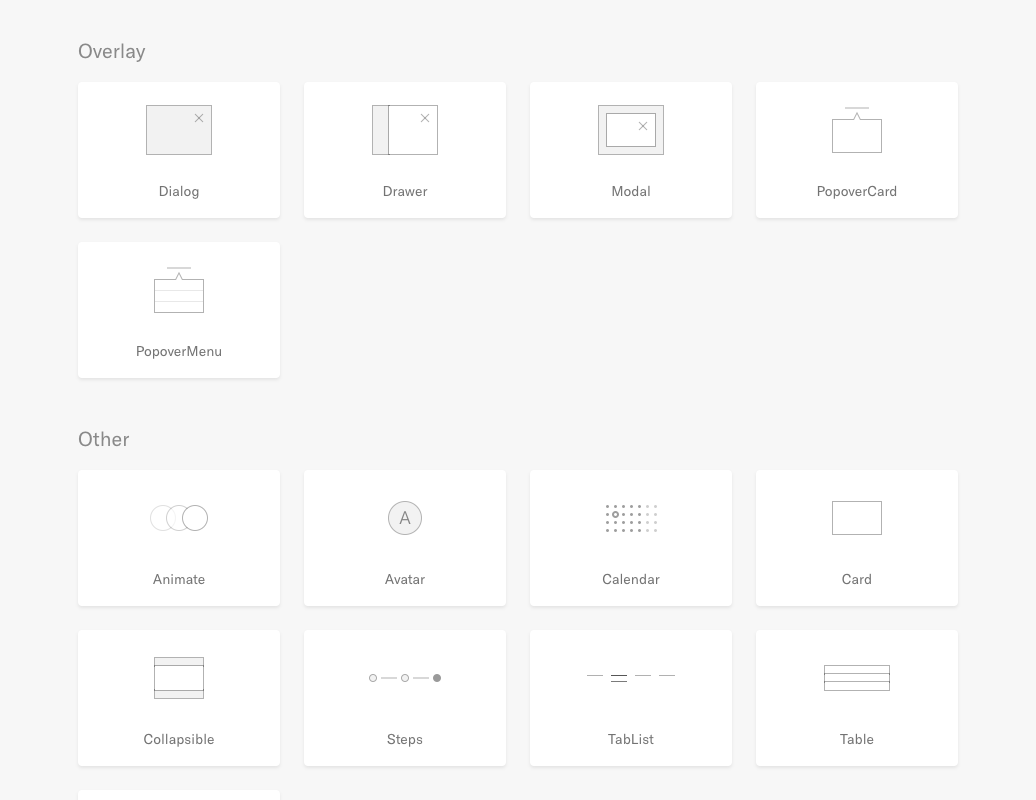 Overlay
Dialog
Drawer
Modal
PopoverCard
PopoverMenu
Other
Animate
A
Avatar
Calendar
Card
Collapsible
Steps
TabList
Table